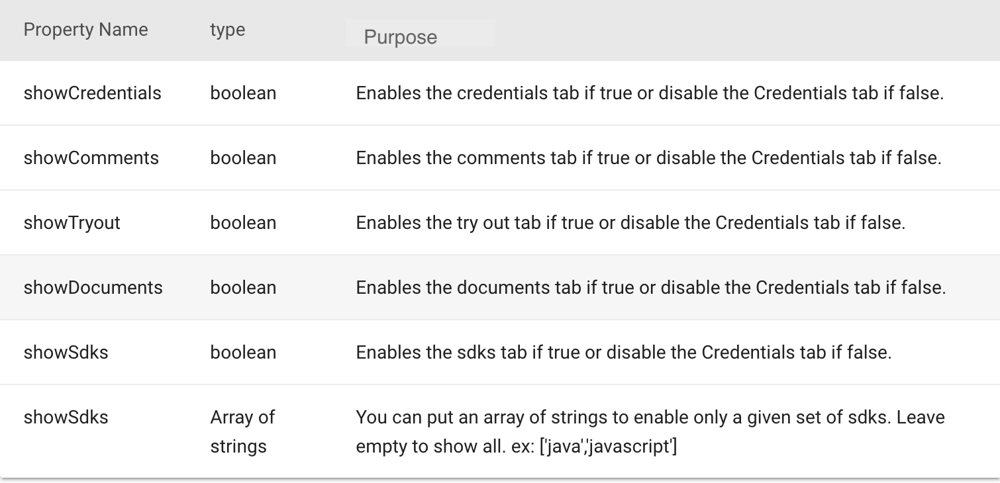 Property Name type Purpose
showCredentials boolean Enables the credentials tab if true or disable the Credentials tab if false.
showComments boolean Enables the comments tab if true or disable the Credentials tab if false.
showTryout boolean Enables the try out tab if true or disable the Credentials tab if false.
showDocuments boolean Enables the documents tab if true or disable the Credentials tab if false.
showSdks boolean Enables the sdks tab if true or disable the Credentials tab if false.
showSdks Array of You can put an array of strings to enable only a given set of sdks. Leave
strings empty to show all. ex: ['java','javascript']